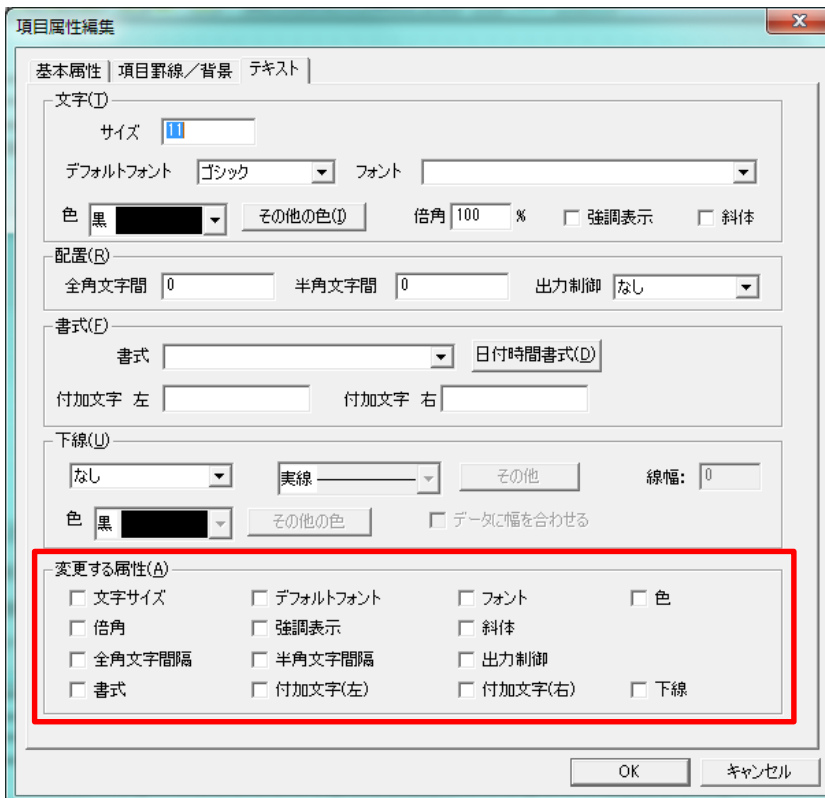 項目属性編集
基本属性 項目罫線／背景 テキスト
文字(T)
サイズ 11
デフォルトフォント ゴシック フォント
色 黒 その他の色(I) 倍角 100 % 強調表示 斜体
配置(R)
全角文字間 0 半角文字間 0 出力制御 なし
書式(F)
書式 日付時間書式(D)
付加文字 左 付加文字 右
下線(U)
なし 実線 その他 線幅: 0
色 黒 その他の色 データに幅を合わせる
変更する属性(A)
文字サイズ デフォルトフォント フォント 色
倍角 強調表示 斜体
全角文字間隔 半角文字間隔 出力制御
書式 付加文字(左) 付加文字(右) 下線
OK キャンセル